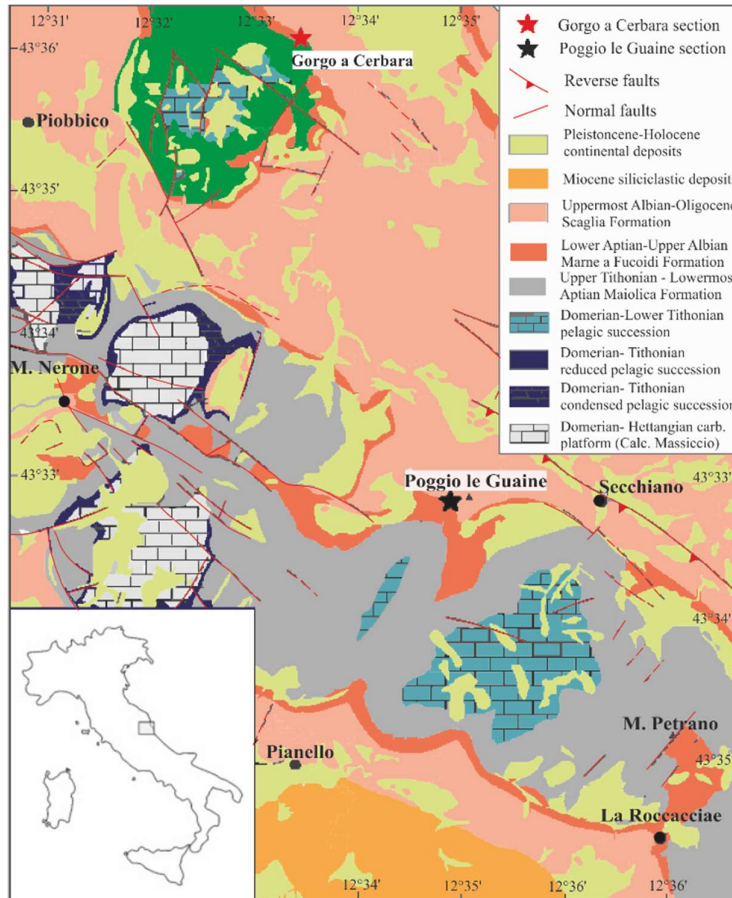 12°31' 12°32' 12°33' 12°34' 12°35'
43°36'
Gorgo a Cerbara
Piobbico
43°35'
43°34'
M. Nerone
43°33'
Gorgo a Cerbara section
Poggio le Guaine section
Reverse faults
Normal faults
Pleistoncene-Holocene
continental deposits
Miocene siliciclastic deposits
Uppermost Albian-Oligocene
Scaglia Formation
Lower Aptian-Upper Albian
Marne a Fucoidi Formation
Upper Tithonian - Lowermost
Aptian Maiolica Formation
Domerian-Lower Tithonian
pelagic succession
Domerian- Tithonian
reduced pelagic succession
Domerian- Tithonian
condensed pelagic succession
Domerian- Hettangian carb.
platform (Calc. Massiccio)
Poggio le Guaine
Secchiano
43°33'
43°34'
M. Petrano
43°35'
Pianello
La Roccacciae
12°34' 12°35' 12°36' 12°36'